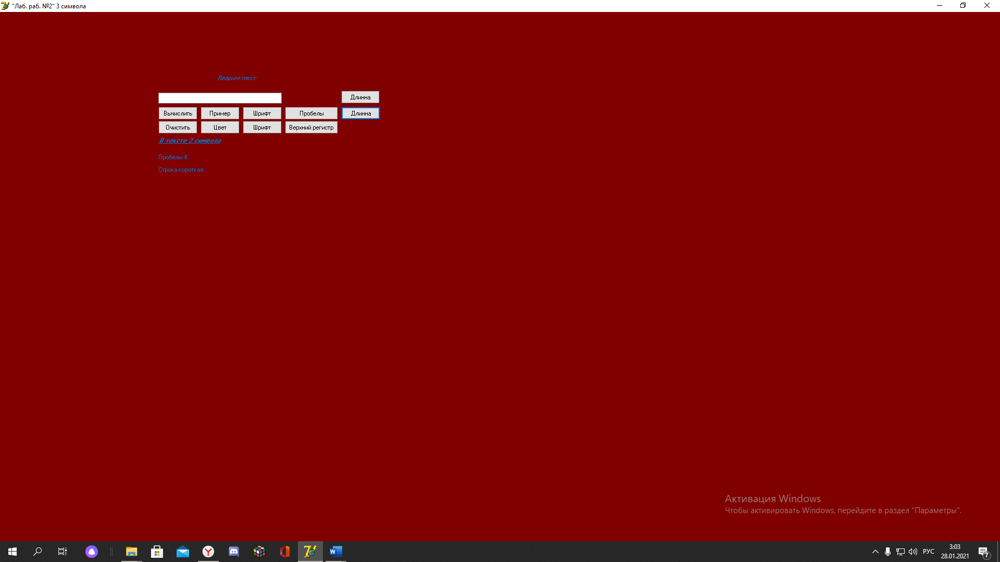 "Лаб. раб. №2" 3 символа
Введите текст
Длинна
Вычислить Пример Шрифт Пробелы Длинна
Очистить Цвет Шрифт Верхний регистр
В тексте 3 символа
Пробелы 4
Строка короткая
Активация Windows
Чтобы активировать Windows, перейдите в раздел "Параметры".
РУС
3:03
28.01.2021
7